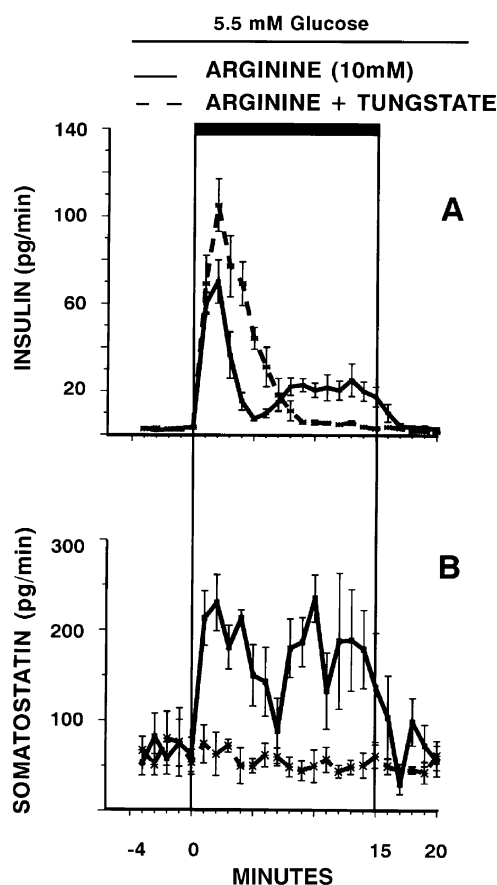 5.5 mM Glucose
ARGININE (10mM)
ARGININE + TUNGSTATE
140
100
60
20
INSULIN (pg/min)
A
300
200
100
SOMATOSTATIN (pg/min)
B
-4 0 15 20
MINUTES